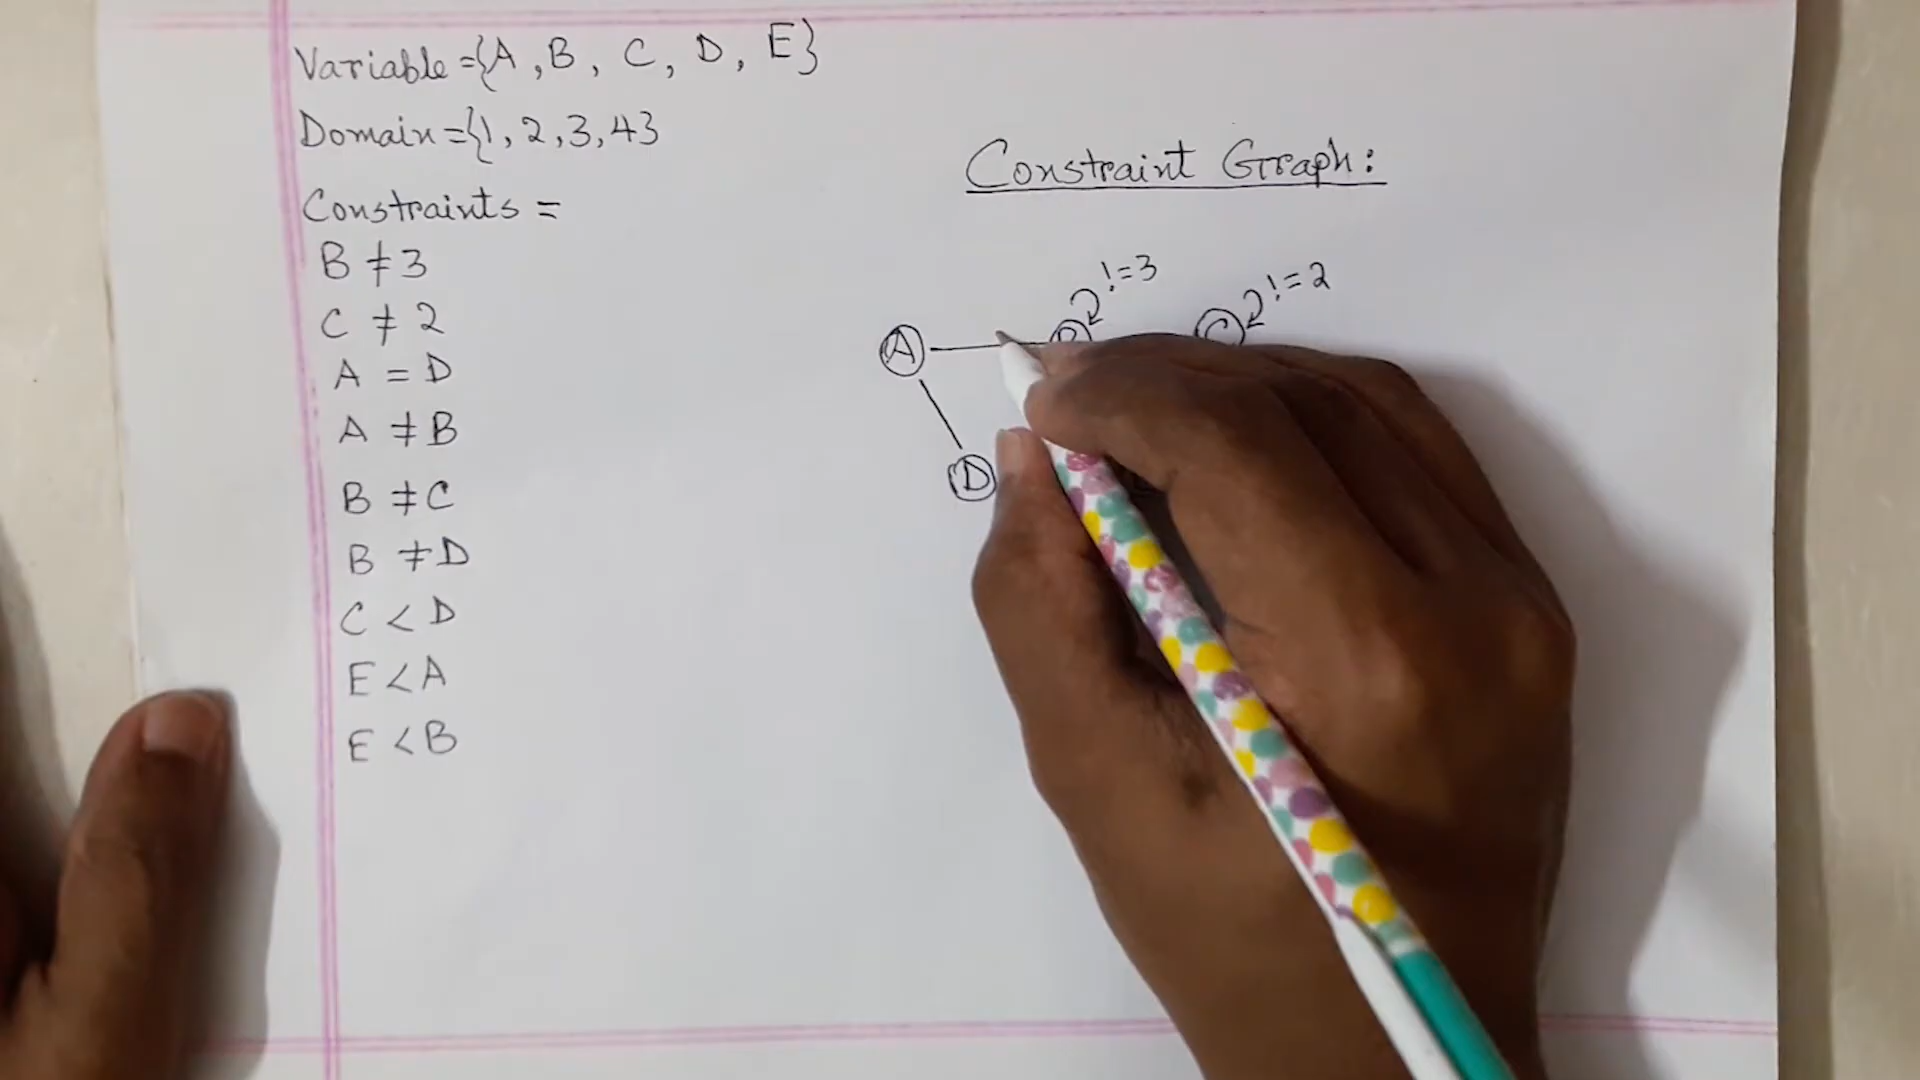 Variable = {A, B, C, D, E}
Domain = {1, 2, 3, 4}
Constraints =
B ≠ 3
C ≠ 2
A = D
A ≠ B
B ≠ C
B ≠ D
C < D
E < A
E < B
Constraint Graph:
!=3
!=2
A
B
C
D